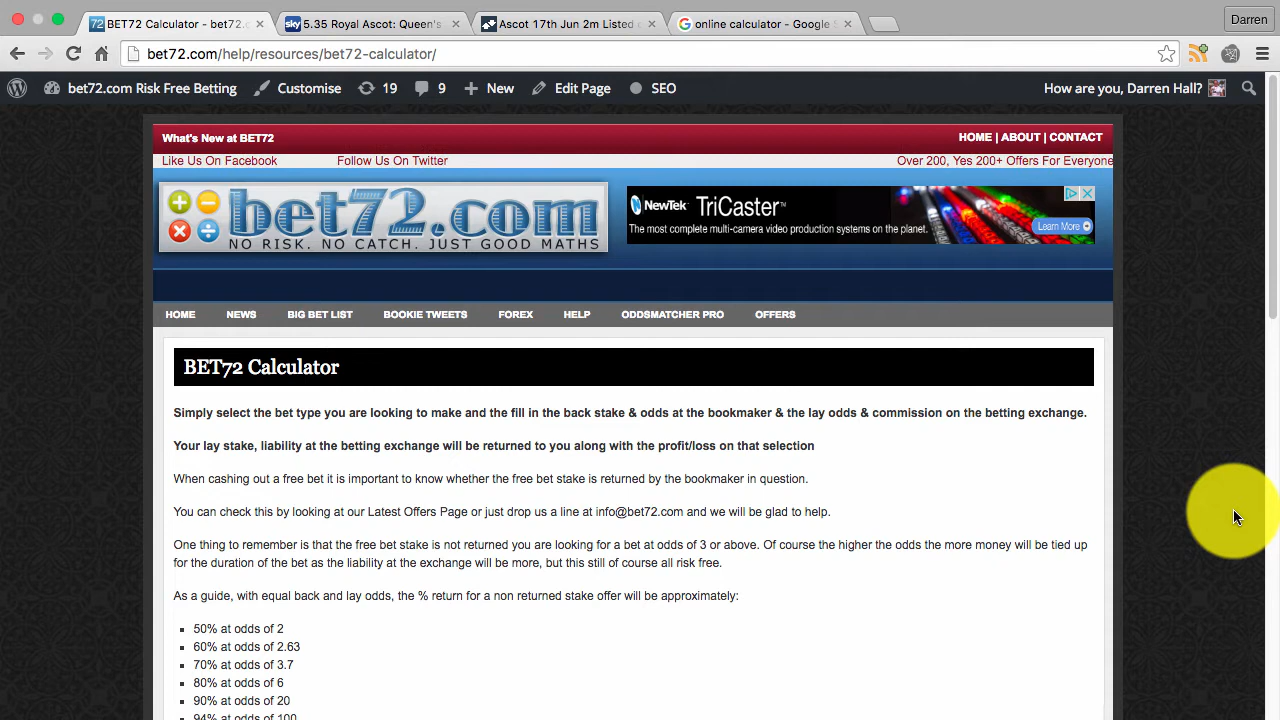 BET72 Calculator - bet72.c
5.35 Royal Ascot: Queen's
Ascot 17th Jun 2m Listed
online calculator - Google S
Darren
bet72.com/help/resources/bet72-calculator/
bet72.com Risk Free Betting
Customise
19
9
New
Edit Page
SEO
How are you, Darren Hall?
What's New at BET72
HOME | ABOUT | CONTACT
Like Us On Facebook
Follow Us On Twitter
Over 200, Yes 200+ Offers For Everyone
bet72.com
NO RISK. NO CATCH. JUST GOOD MATHS
NewTek TriCaster™
The most complete multi-camera video production systems on the planet.
Learn More
HOME
NEWS
BIG BET LIST
BOOKIE TWEETS
FOREX
HELP
ODDSMATCHER PRO
OFFERS
BET72 Calculator
Simply select the bet type you are looking to make and the fill in the back stake & odds at the bookmaker & the lay odds & commission on the betting exchange.
Your lay stake, liability at the betting exchange will be returned to you along with the profit/loss on that selection
When cashing out a free bet it is important to know whether the free bet stake is returned by the bookmaker in question.
You can check this by looking at our Latest Offers Page or just drop us a line at info@bet72.com and we will be glad to help.
One thing to remember is that the free bet stake is not returned you are looking for a bet at odds of 3 or above. Of course the higher the odds the more money will be tied up
for the duration of the bet as the liability at the exchange will be more, but this still of course all risk free.
As a guide, with equal back and lay odds, the % return for a non returned stake offer will be approximately:
50% at odds of 2
60% at odds of 2.63
70% at odds of 3.7
80% at odds of 6
90% at odds of 20
94% at odds of 100